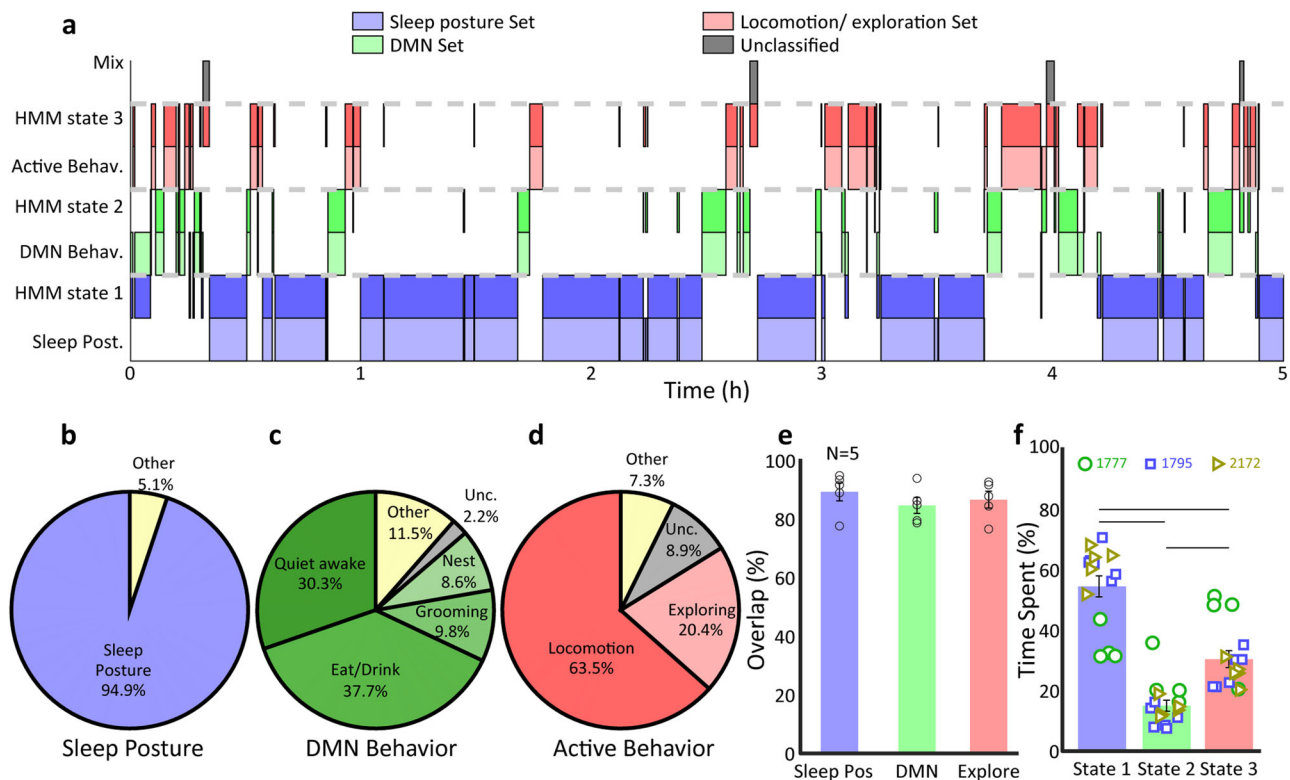 a
Sleep posture Set
Locomotion/ exploration Set
DMN Set
Unclassified
Mix
HMM state 3
Active Behav.
HMM state 2
DMN Behav.
HMM state 1
Sleep Post.
0 1 2 3 4 5
Time (h)
b
Other
5.1%
Sleep
Posture
94.9%
Sleep Posture
c
Other
11.5%
Unc.
2.2%
Nest
8.6%
Grooming
9.8%
Quiet awake
30.3%
Eat/Drink
37.7%
DMN Behavior
d
Other
7.3%
Unc.
8.9%
Exploring
20.4%
Locomotion
63.5%
Active Behavior
e
N=5
Overlap (%)
100
80
60
40
20
0
Sleep Pos DMN Explore
f
1777 1795 2172
Time Spent (%)
100
80
60
40
20
0
State 1 State 2 State 3